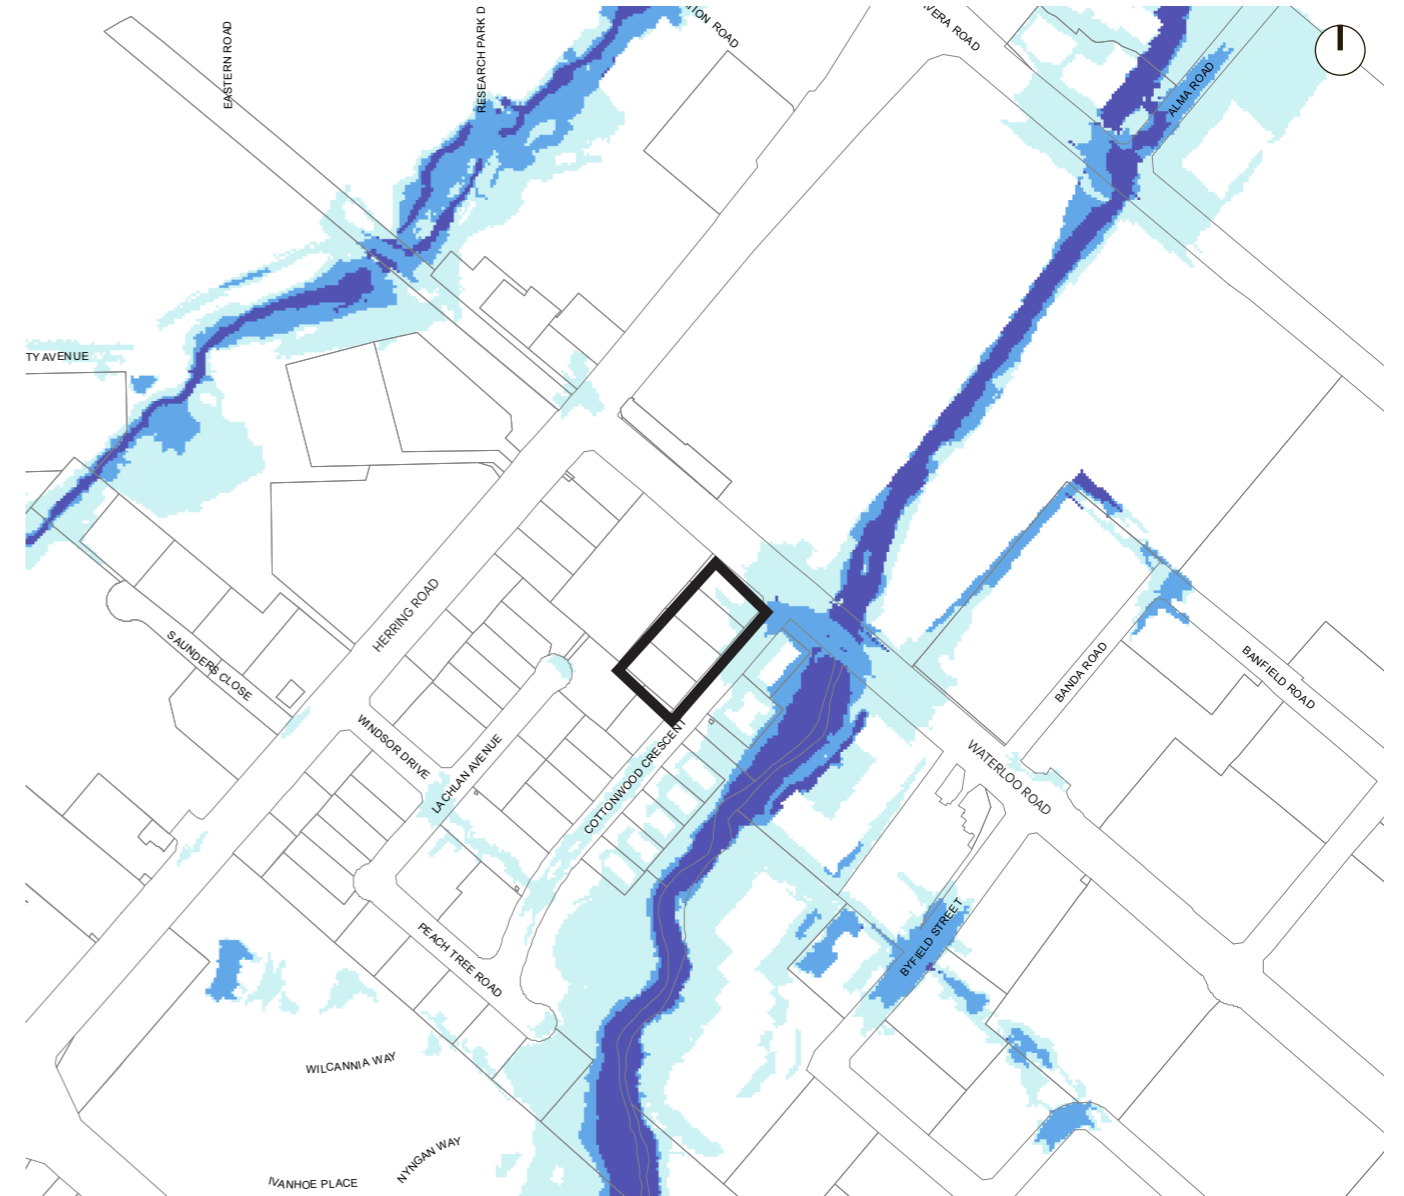 EASTERN ROAD
RESEARCH PARK D
ALMA ROAD
TY AVENUE
HERRING ROAD
SAUNDERS CLOSE
WINDSOR DRIVE
LACHLAN AVENUE
COTTONWOOD CRESCENT
BANDA ROAD
BANFIELD ROAD
WATERLOO ROAD
BYFIELD STREET
PEACH TREE ROAD
WILCANNIA WAY
NYNGAN WAY
IVANHOE PLACE
ROAD
VERA ROAD